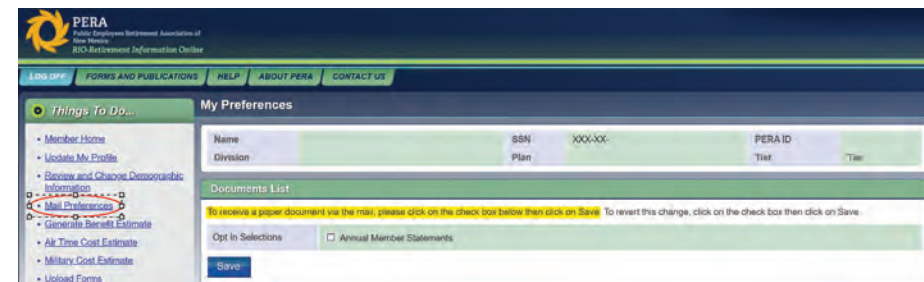 PERA
Public Employees Retirement Association of
New Mexico
RIO-Retirement Information Online
LOG OFF FORMS AND PUBLICATIONS HELP ABOUT PERA CONTACT US
Things To Do...
• Member Home
• Update My Profile
• Review and Change Demographic
Information
• Mail Preferences
• Generate Benefit Estimate
• Air Time Cost Estimate
• Military Cost Estimate
• Upload Forms
My Preferences
Name SSN XXX-XX- PERA ID
Division Plan Tier Tier
Documents List
To receive a paper document via the mail, please click on the check box below then click on Save. To revert this change, click on the check box then click on Save.
Opt In Selections Annual Member Statements
Save